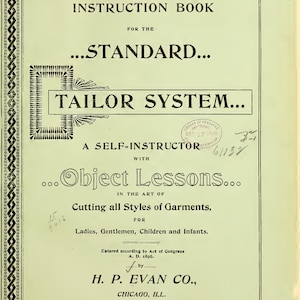 INSTRUCTION BOOK
FOR THE
...STANDARD...
TAILOR SYSTEM...
A SELF-INSTRUCTOR
WITH
...Object Lessons...
IN THE ART OF
Cutting all Styles of Garments.
FOR
Ladies, Gentlemen, Children and Infants.
Entered according to Act of Congress
A. D. 1896.
by
H. P. EVAN CO.,
CHICAGO, ILL.